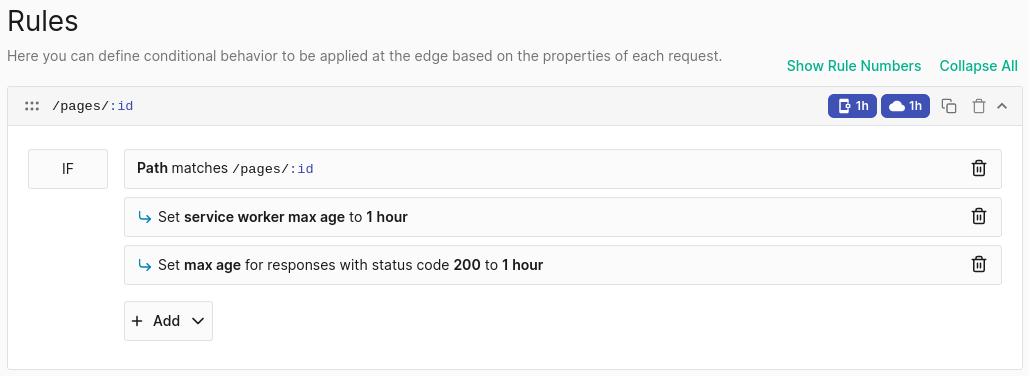 Rules
Here you can define conditional behavior to be applied at the edge based on the properties of each request.
Show Rule Numbers Collapse All
/pages/:id 1h 1h
IF Path matches /pages/:id
Set service worker max age to 1 hour
Set max age for responses with status code 200 to 1 hour
+ Add